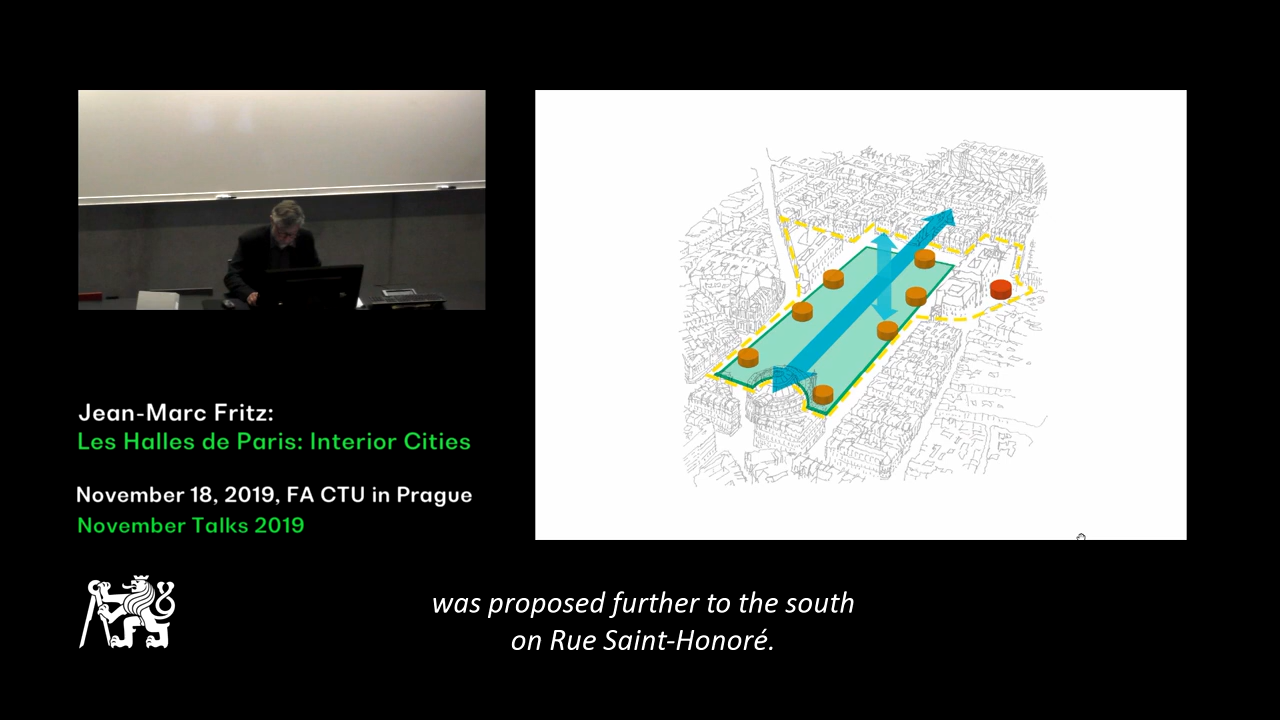 Jean-Marc Fritz:
Les Halles de Paris: Interior Cities
November 18, 2019, FA CTU in Prague
November Talks 2019
was proposed further to the south
on Rue Saint-Honoré.